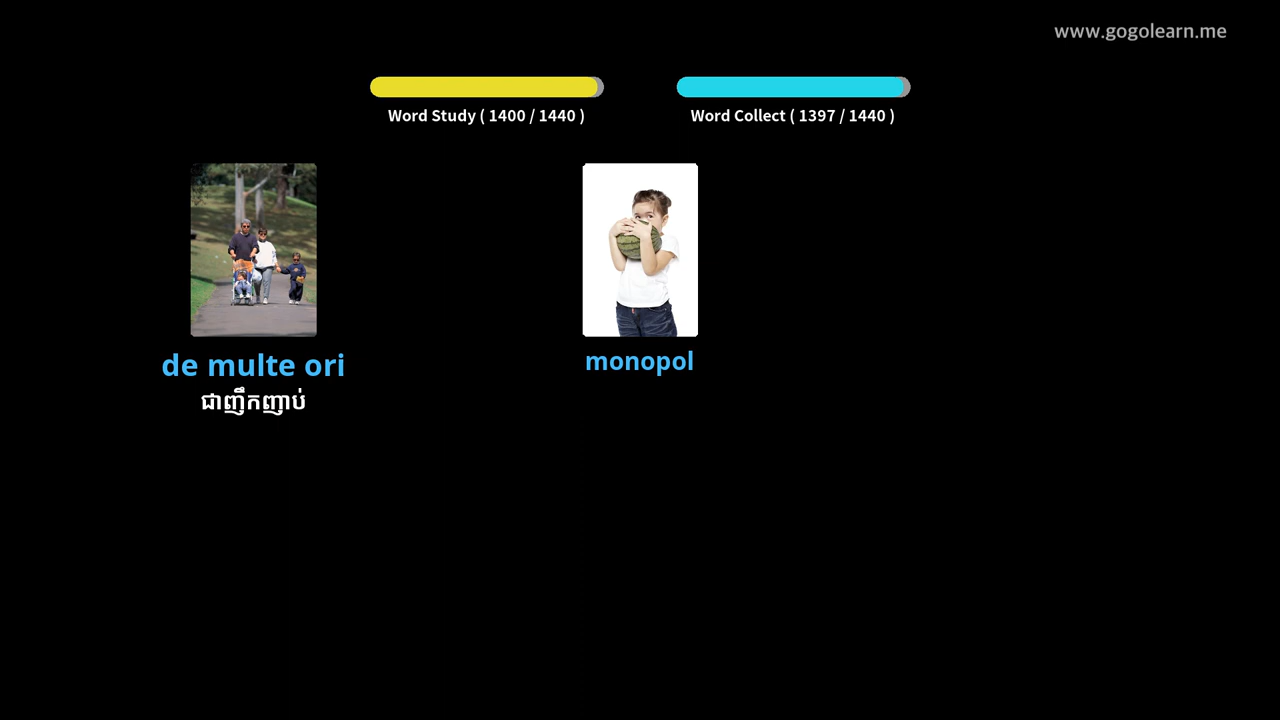 www.gogolearn.me
Word Study ( 1400 / 1440 )
Word Collect ( 1397 / 1440 )
de multe ori
ជាញឹកញាប់
monopol